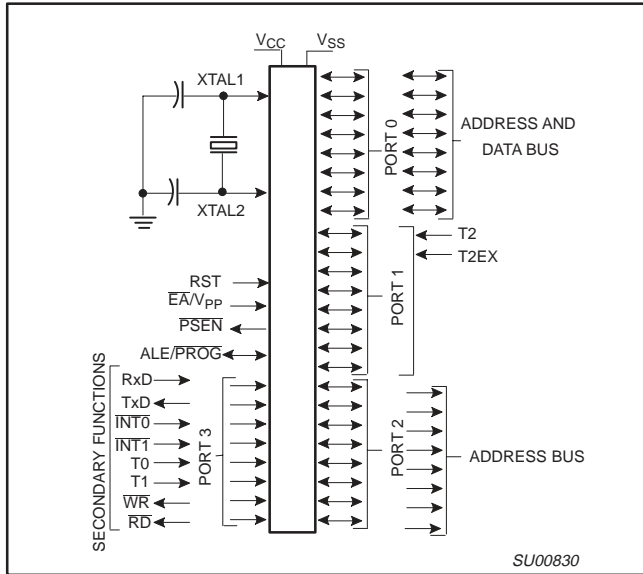 VCC VSS
XTAL1
XTAL2
PORT 0
ADDRESS AND
DATA BUS
T2
T2EX
PORT 1
RST
EA/VPP
PSEN
ALE/PROG
SECONDARY FUNCTIONS
RxD
TxD
INT0
INT1
T0
T1
WR
RD
PORT 3
PORT 2
ADDRESS BUS
SU00830